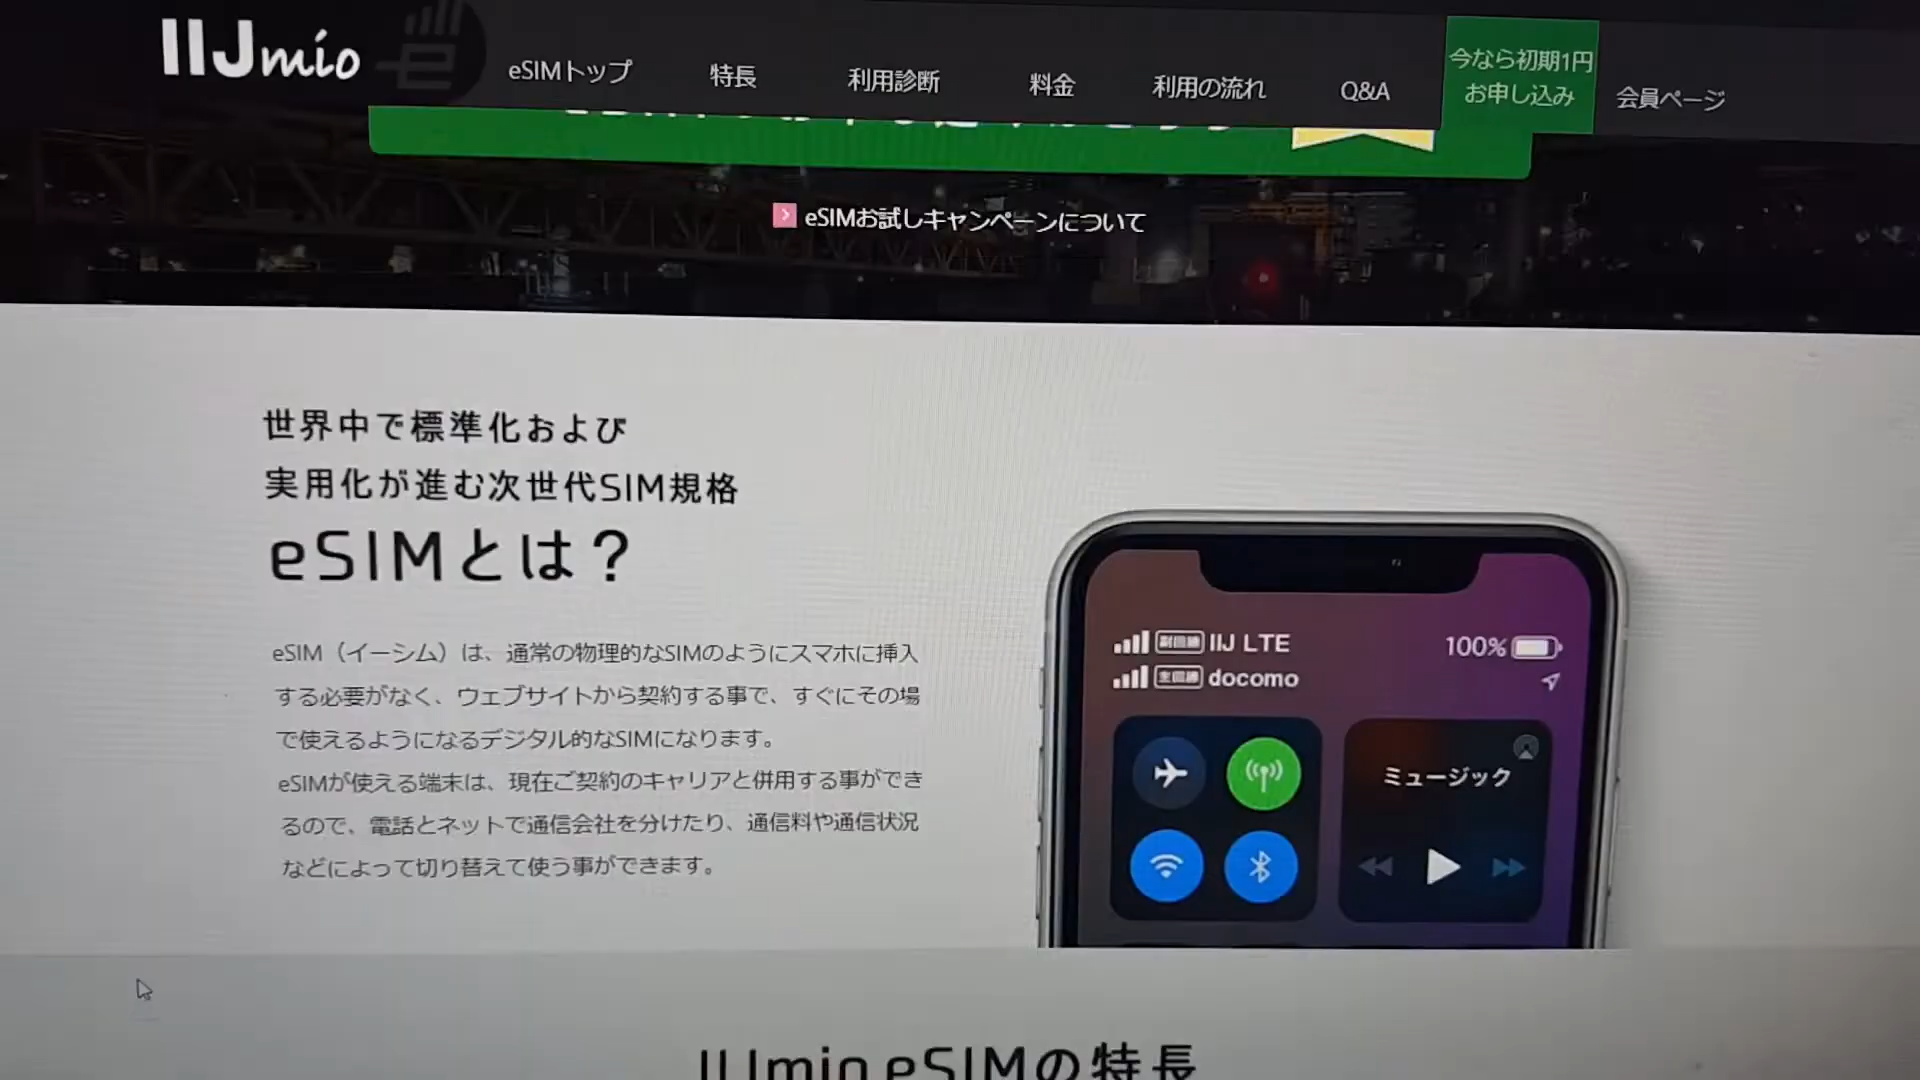 IIJmio
eSIMトップ
特長
利用診断
料金
利用の流れ
Q&A
今なら初期1円
お申し込み
会員ページ
eSIMお試しキャンペーンについて
世界中で標準化および
実用化が進む次世代SIM規格
eSIMとは？
eSIM（イーシム）は、通常の物理的なSIMのようにスマホに挿入
する必要がなく、ウェブサイトから契約する事で、すぐにその場
で使えるようになるデジタル的なSIMになります。
eSIMが使える端末は、現在ご契約のキャリアと併用する事ができ
るので、電話とネットで通信会社を分けたり、通信料や通信状況
などによって切り替えて使う事ができます。
副回線 IIJ LTE
100%
主回線 docomo
ミュージック
IIJmio eSIMの特長